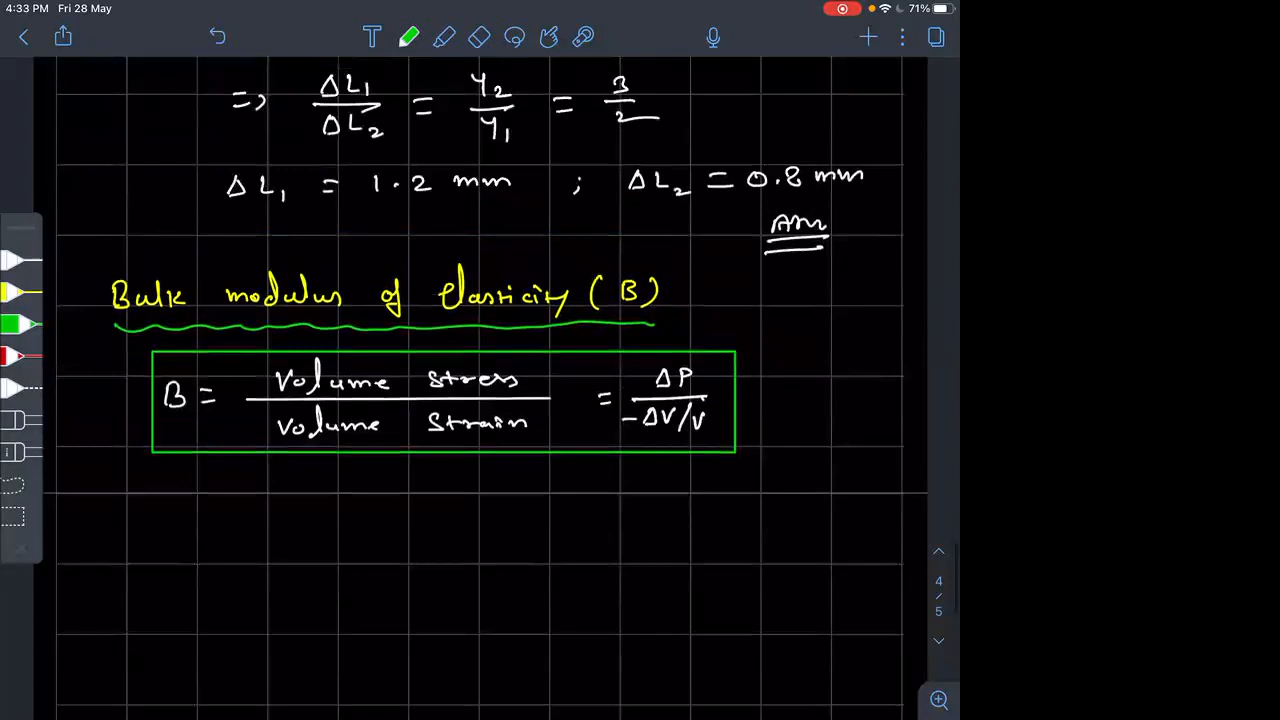 4:33 PM Fri 28 May 71%
=> ΔL₁/ΔL₂ = Y₂/Y₁ = 3/2
ΔL₁ = 1.2 mm ; ΔL₂ = 0.8 mm
Ans
Bulk modulus of Elasticity (B)
B = Volume stress / Volume strain = ΔP / -ΔV/V
4
/
5